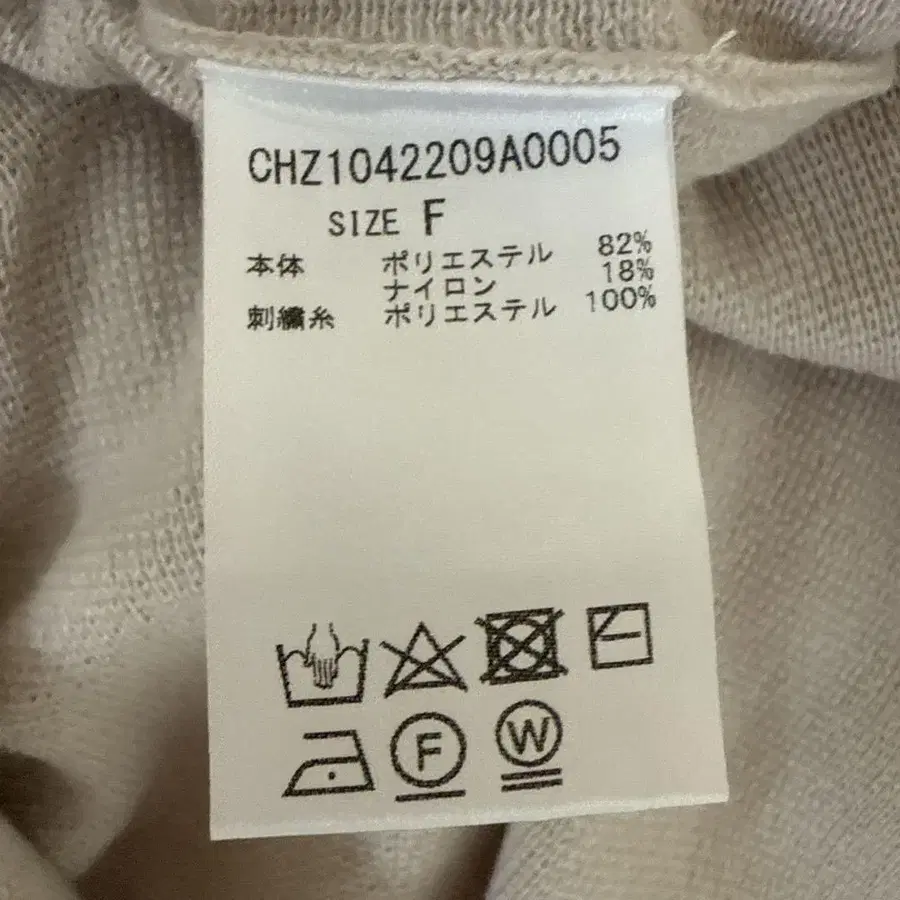 CHZ1042209A0005
SIZE F
本体 ポリエステル 82%
ナイロン 18%
刺繍糸 ポリエステル 100%
F W